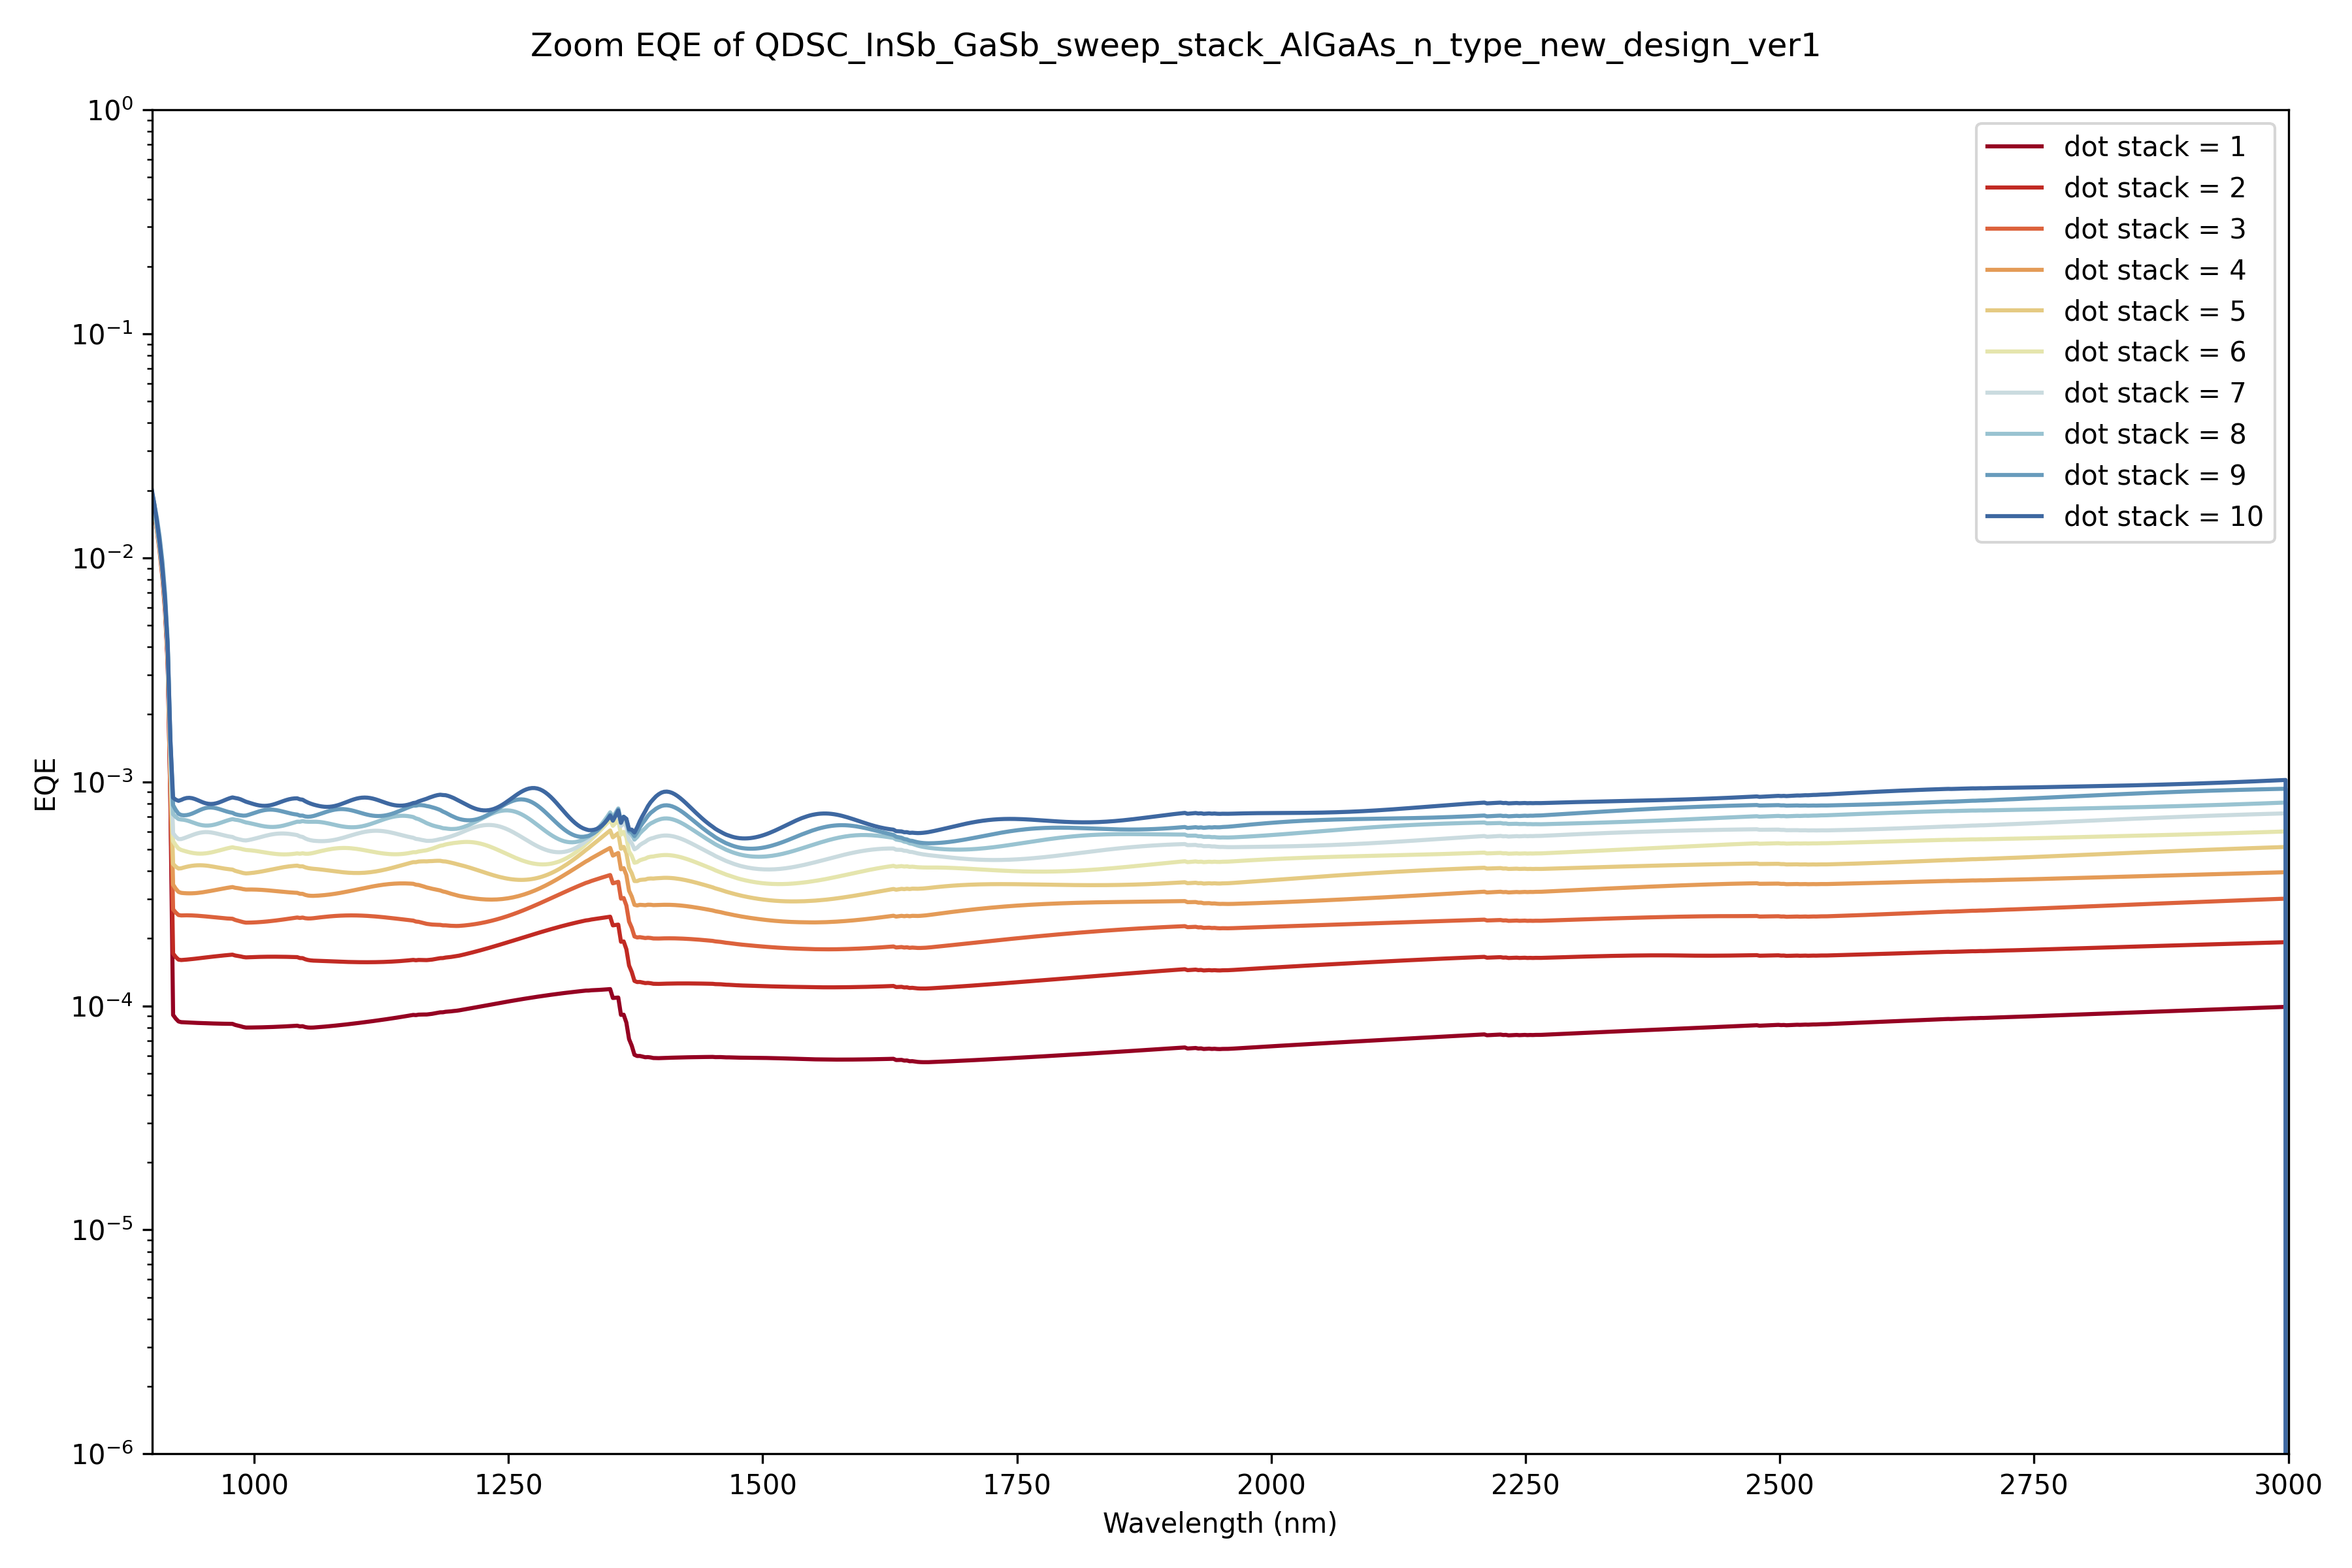 Zoom EQE of QDSC_InSb_GaSb_sweep_stack_AlGaAs_n_type_new_design_ver1
10⁰
10⁻¹
10⁻²
10⁻³
10⁻⁴
10⁻⁵
10⁻⁶
EQE
dot stack = 1
dot stack = 2
dot stack = 3
dot stack = 4
dot stack = 5
dot stack = 6
dot stack = 7
dot stack = 8
dot stack = 9
dot stack = 10
1000 1250 1500 1750 2000 2250 2500 2750 3000
Wavelength (nm)